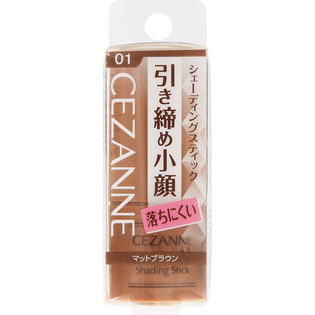 01
CEZANNE
シェーディングスティック
引き締め小顔
落ちにくい
CEZANNE
マットブラウン
Shading Stick